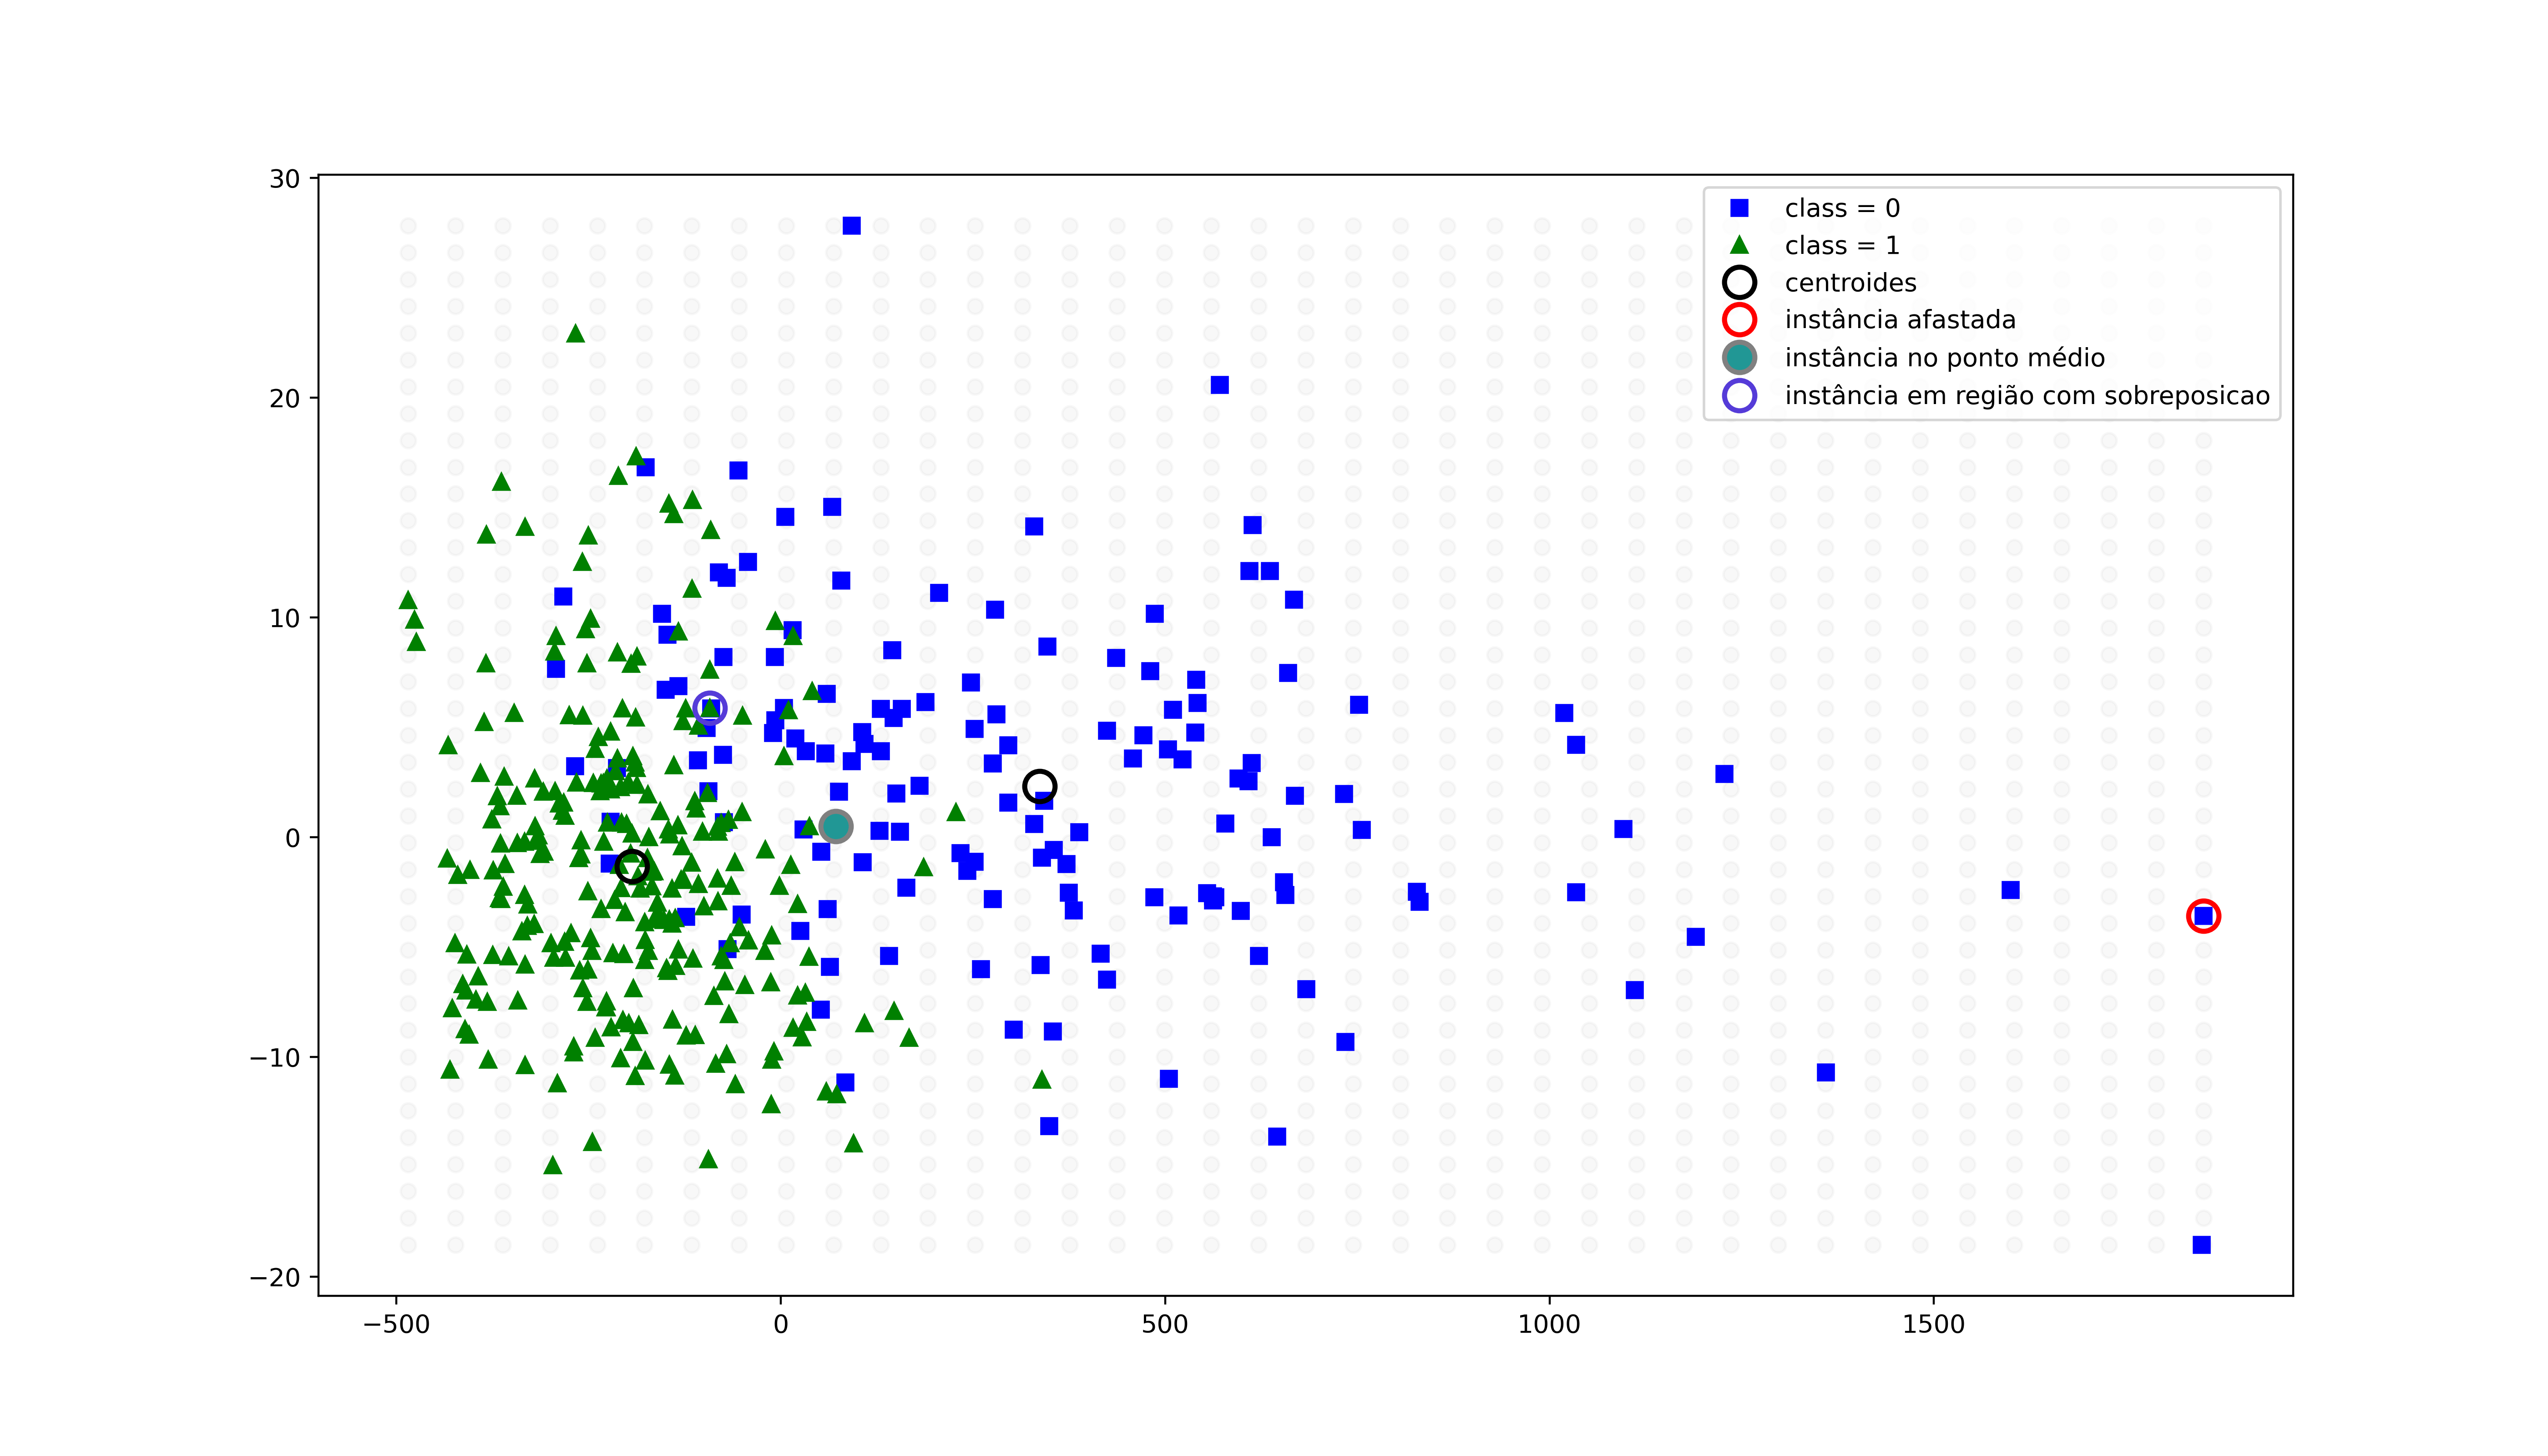 30
20
10
0
−10
−20
−500
0
500
1000
1500
class = 0
class = 1
centroides
instância afastada
instância no ponto médio
instância em região com sobreposicao